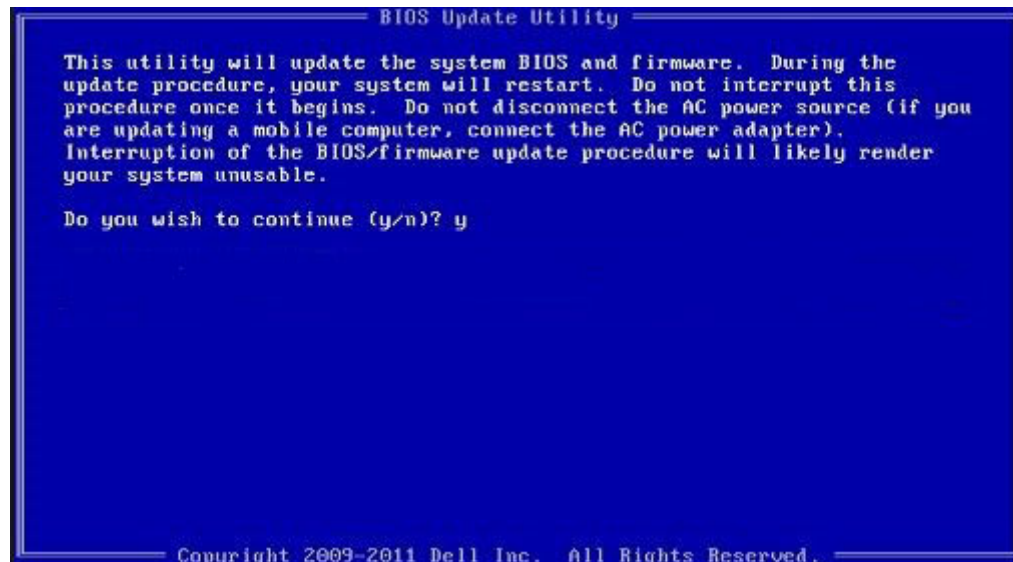 BIOS Update Utility
This utility will update the system BIOS and firmware. During the
update procedure, your system will restart. Do not interrupt this
procedure once it begins. Do not disconnect the AC power source (if you
are updating a mobile computer, connect the AC power adapter).
Interruption of the BIOS/firmware update procedure will likely render
your system unusable.
Do you wish to continue (y/n)? y
Copyright 2009-2011 Dell Inc. All Rights Reserved.